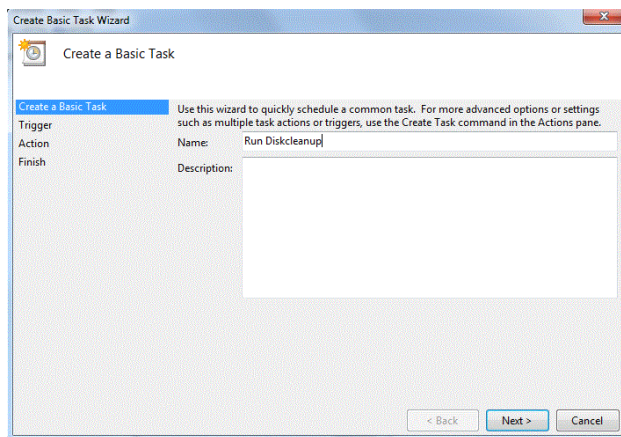 Create Basic Task Wizard
Create a Basic Task
Create a Basic Task
Trigger
Action
Finish
Use this wizard to quickly schedule a common task. For more advanced options or settings
such as multiple task actions or triggers, use the Create Task command in the Actions pane.
Name: Run Diskcleanup
Description:
< Back Next > Cancel